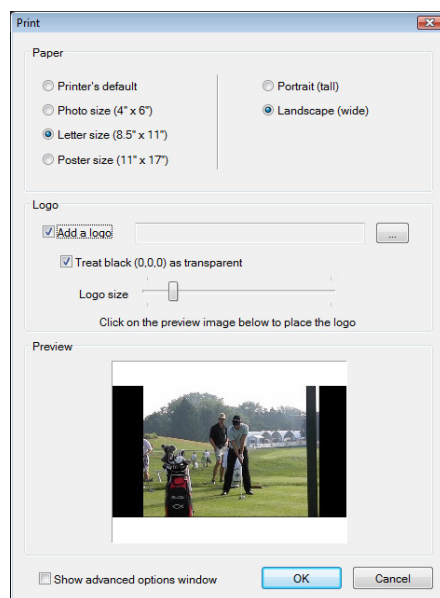 Print
Paper
Printer's default
Portrait (tall)
Photo size (4" x 6")
Landscape (wide)
Letter size (8.5" x 11")
Poster size (11" x 17")
Logo
Add a logo
...
Treat black (0,0,0) as transparent
Logo size
Click on the preview image below to place the logo
Preview
Show advanced options window
OK
Cancel